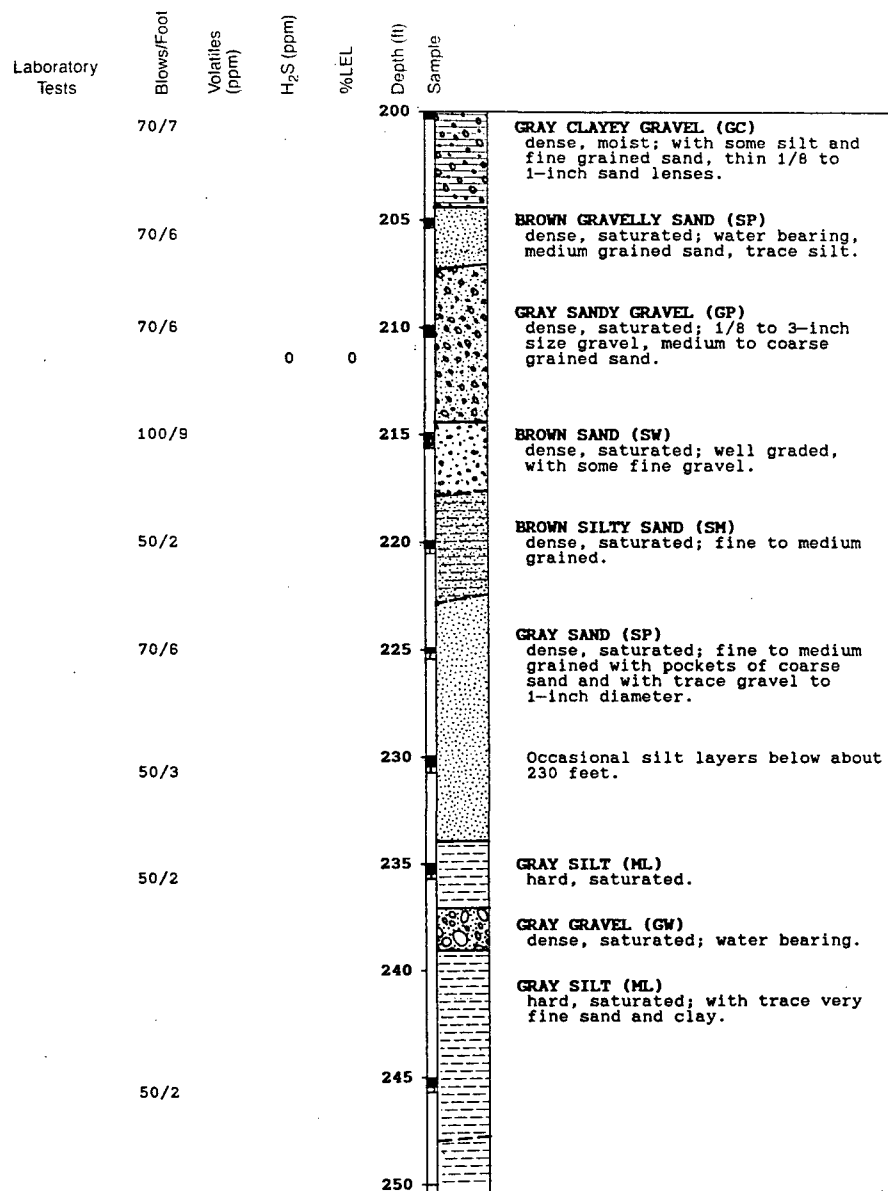 Laboratory
Tests
Blows/Foot
Volatiles
(ppm)
H₂S (ppm)
%LEL
Depth (ft)
Sample
200
70/7
GRAY CLAYEY GRAVEL (GC)
dense, moist; with some silt and
fine grained sand, thin 1/8 to
1-inch sand lenses.
205
70/6
BROWN GRAVELLY SAND (SP)
dense, saturated; water bearing,
medium grained sand, trace silt.
70/6
210
GRAY SANDY GRAVEL (GP)
dense, saturated; 1/8 to 3-inch
size gravel, medium to coarse
grained sand.
0
0
100/9
215
BROWN SAND (SW)
dense, saturated; well graded,
with some fine gravel.
50/2
220
BROWN SILTY SAND (SM)
dense, saturated; fine to medium
grained.
70/6
225
GRAY SAND (SP)
dense, saturated; fine to medium
grained with pockets of coarse
sand and with trace gravel to
1-inch diameter.
230
50/3
Occasional silt layers below about
230 feet.
235
50/2
GRAY SILT (ML)
hard, saturated.
GRAY GRAVEL (GW)
dense, saturated; water bearing.
240
GRAY SILT (ML)
hard, saturated; with trace very
fine sand and clay.
245
50/2
250